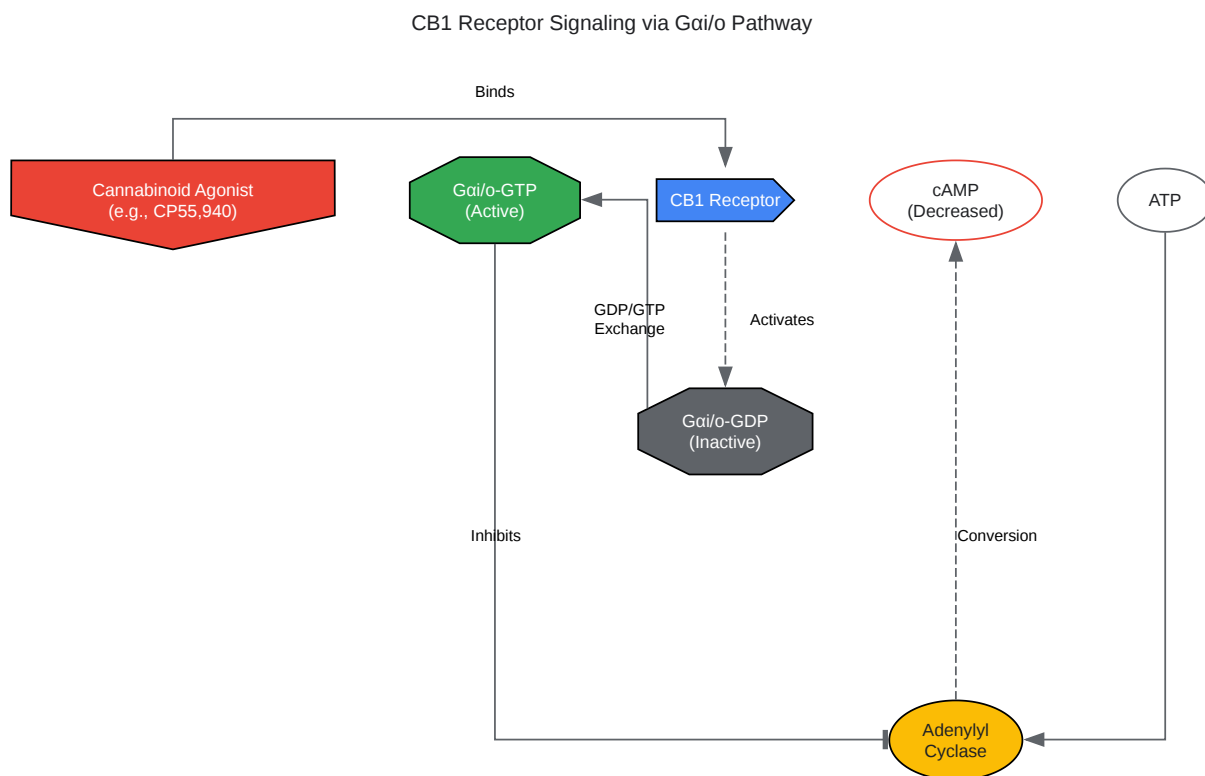 CB1 Receptor Signaling via Gαi/o Pathway
Binds
Cannabinoid Agonist
(e.g., CP55,940)
Gαi/o-GTP
(Active)
CB1 Receptor
cAMP
(Decreased)
ATP
GDP/GTP
Exchange
Activates
Gαi/o-GDP
(Inactive)
Inhibits
Conversion
Adenylyl
Cyclase